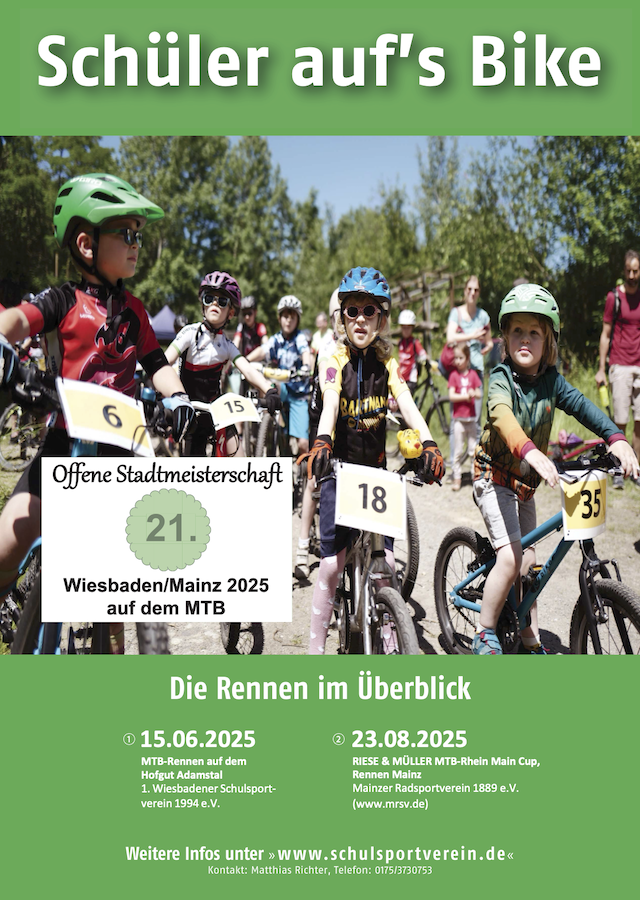 Schüler auf's Bike
6
15
18
35
Offene Stadtmeisterschaft
21.
Wiesbaden/Mainz 2025
auf dem MTB
Die Rennen im Überblick
① 15.06.2025
MTB-Rennen auf dem
Hofgut Adamstal
1. Wiesbadener Schulsport-
verein 1994 e.V.
② 23.08.2025
RIESE & MÜLLER MTB-Rhein Main Cup,
Rennen Mainz
Mainzer Radsportverein 1889 e.V.
(www.mrsv.de)
Weitere Infos unter »www.schulsportverein.de«
Kontakt: Matthias Richter, Telefon: 0175/3730753